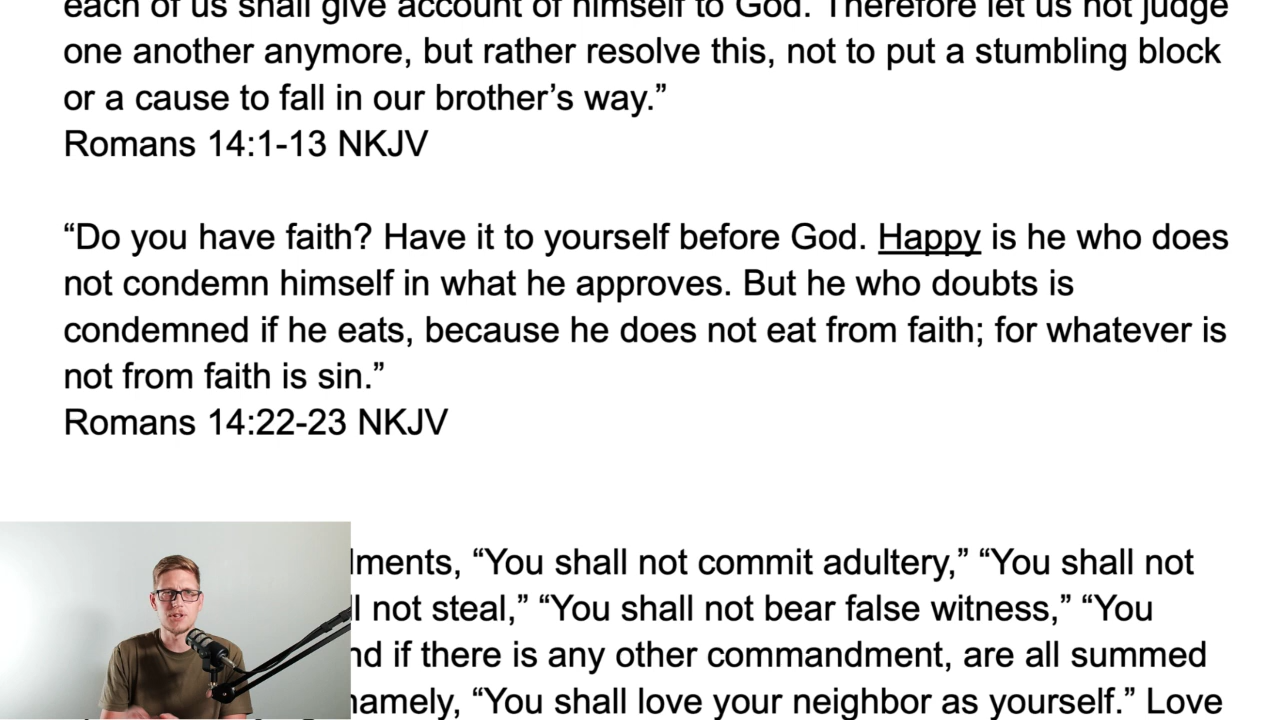 each of us shall give account of himself to God. Therefore let us not judge
one another anymore, but rather resolve this, not to put a stumbling block
or a cause to fall in our brother’s way.”
Romans 14:1-13 NKJV
“Do you have faith? Have it to yourself before God. Happy is he who does
not condemn himself in what he approves. But he who doubts is
condemned if he eats, because he does not eat from faith; for whatever is
not from faith is sin.”
Romans 14:22-23 NKJV
“You shall not commit adultery,” “You shall not
not steal,” “You shall not bear false witness,” “You
if there is any other commandment, are all summed
namely, “You shall love your neighbor as yourself.” Love